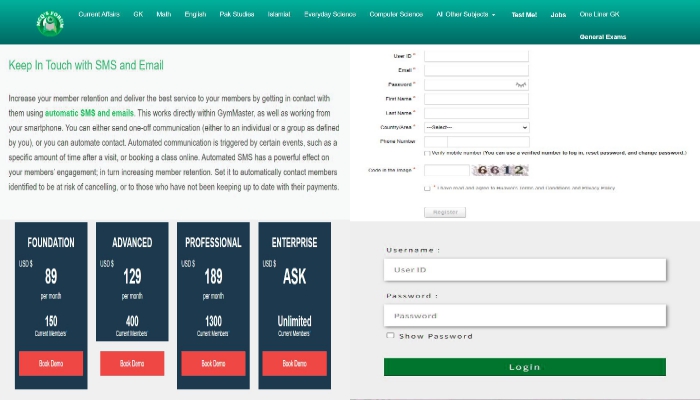 Current Affairs
GK
Math
English
Pak Studies
Islamiat
Everyday Science
Computer Science
All Other Subjects
Test Me!
Jobs
One Liner GK
General Exams
Keep In Touch with SMS and Email
Increase your member retention and deliver the best service to your members by getting in contact with
them using automatic SMS and emails. This works directly within GymMaster, as well as working from
your smartphone. You can either send one-off communication (either to an individual or a group as defined
by you), or you can automate contact. Automated communication is triggered by certain events, such as a
specific amount of time after a visit, or booking a class online. Automated SMS has a powerful effect on
your members' engagement; in turn increasing member retention. Set it to automatically contact members
identified to be at risk of cancelling, or to those who have not been keeping up to date with their payments.
User ID *
Email *
Password *
First Name *
Last Name *
Country/Area * ---Select---
Phone Number
Verify mobile number (You can use a verified number to log in, reset password, and change password.)
Code in the image * 6612
* I have read and agree to Huawei's Terms and Conditions and Privacy Policy
Register
FOUNDATION
USD $
89
per month
150
Current Members'
Book Demo
ADVANCED
USD $
129
per month
400
Current Members'
Book Demo
PROFESSIONAL
USD $
189
per month
1300
Current Members'
Book Demo
ENTERPRISE
ASK
Unlimited
Current Members'
Book Demo
Username :
User ID
Password :
Password
Show Password
Login